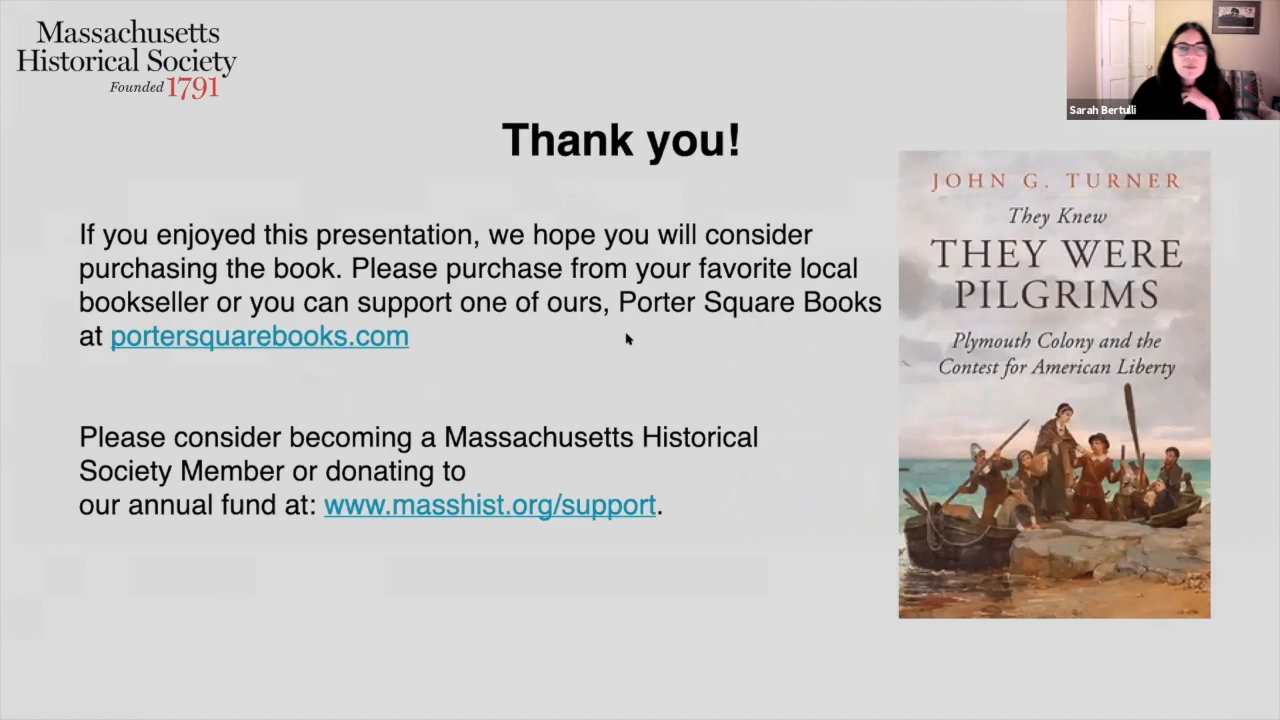 Massachusetts
Historical Society
Founded 1791
Sarah Bertulli
Thank you!
If you enjoyed this presentation, we hope you will consider
purchasing the book. Please purchase from your favorite local
bookseller or you can support one of ours, Porter Square Books
at portersquarebooks.com
Please consider becoming a Massachusetts Historical
Society Member or donating to
our annual fund at: www.masshist.org/support.
JOHN G. TURNER
They Knew
THEY WERE
PILGRIMS
Plymouth Colony and the
Contest for American Liberty